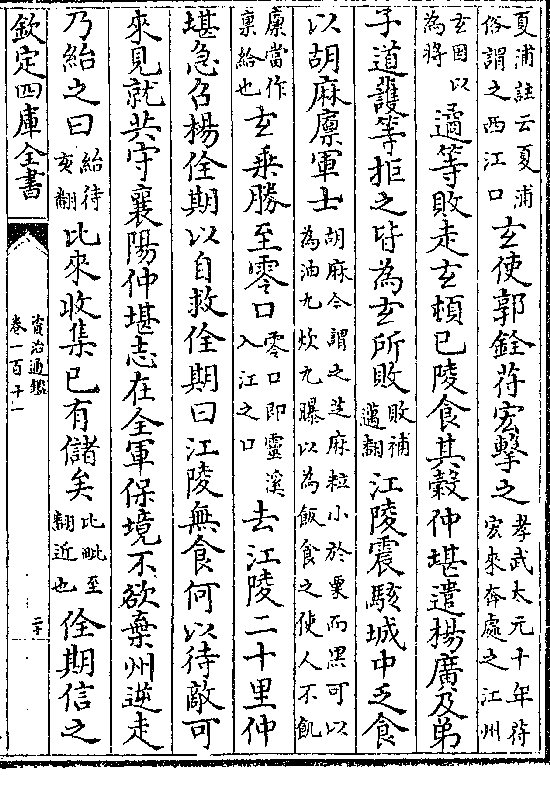 夏浦註云夏浦
俗謂之西江口
玄使郭銓苻宏擊之
孝武太元十年苻
宏來奔處之江州
玄因以
為將
遹等敗走玄頓巴陵食其穀仲堪遣楊廣及弟
子道護等拒之皆為玄所敗
敗補
邁翻
江陵震駭城中乏食
以胡麻廪軍士
胡麻今謂之芝麻粒小於粟而黒可以
為油九炊九曝以為飯食之使人不飢
廪當作
稟給也
玄乗勝至零口
零口即靈溪
入江之口
去江陵二十里仲
堪急召楊佺期以自救佺期曰江陵無食何以待敵可
來見就共守襄陽仲堪志在全軍保境不欲棄州逆走
乃紿之曰
紿待
亥翻
比來收集已有儲矣
比毗至
翻近也
佺期信之
欽定四庫全書
資治通鑑
卷一百十一
二十